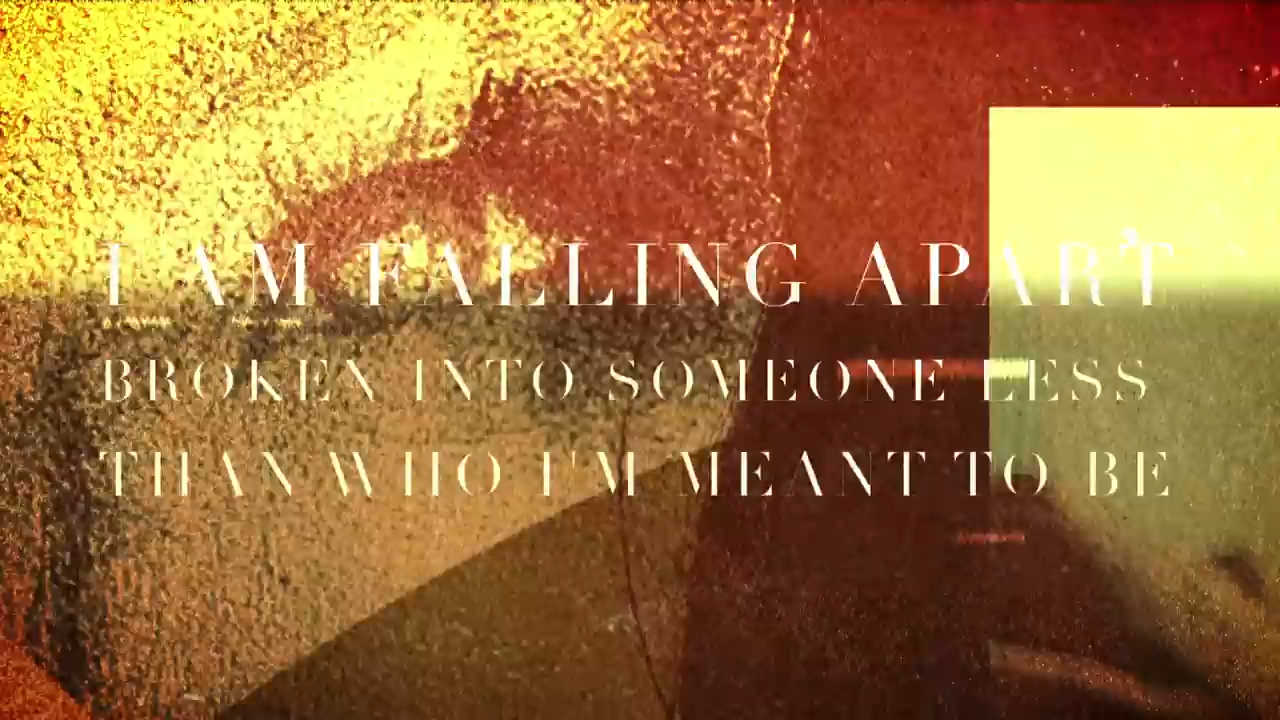 I AM FALLING APART
BROKEN INTO SOMEONE LESS
THAN WHO I'M MEANT TO BE